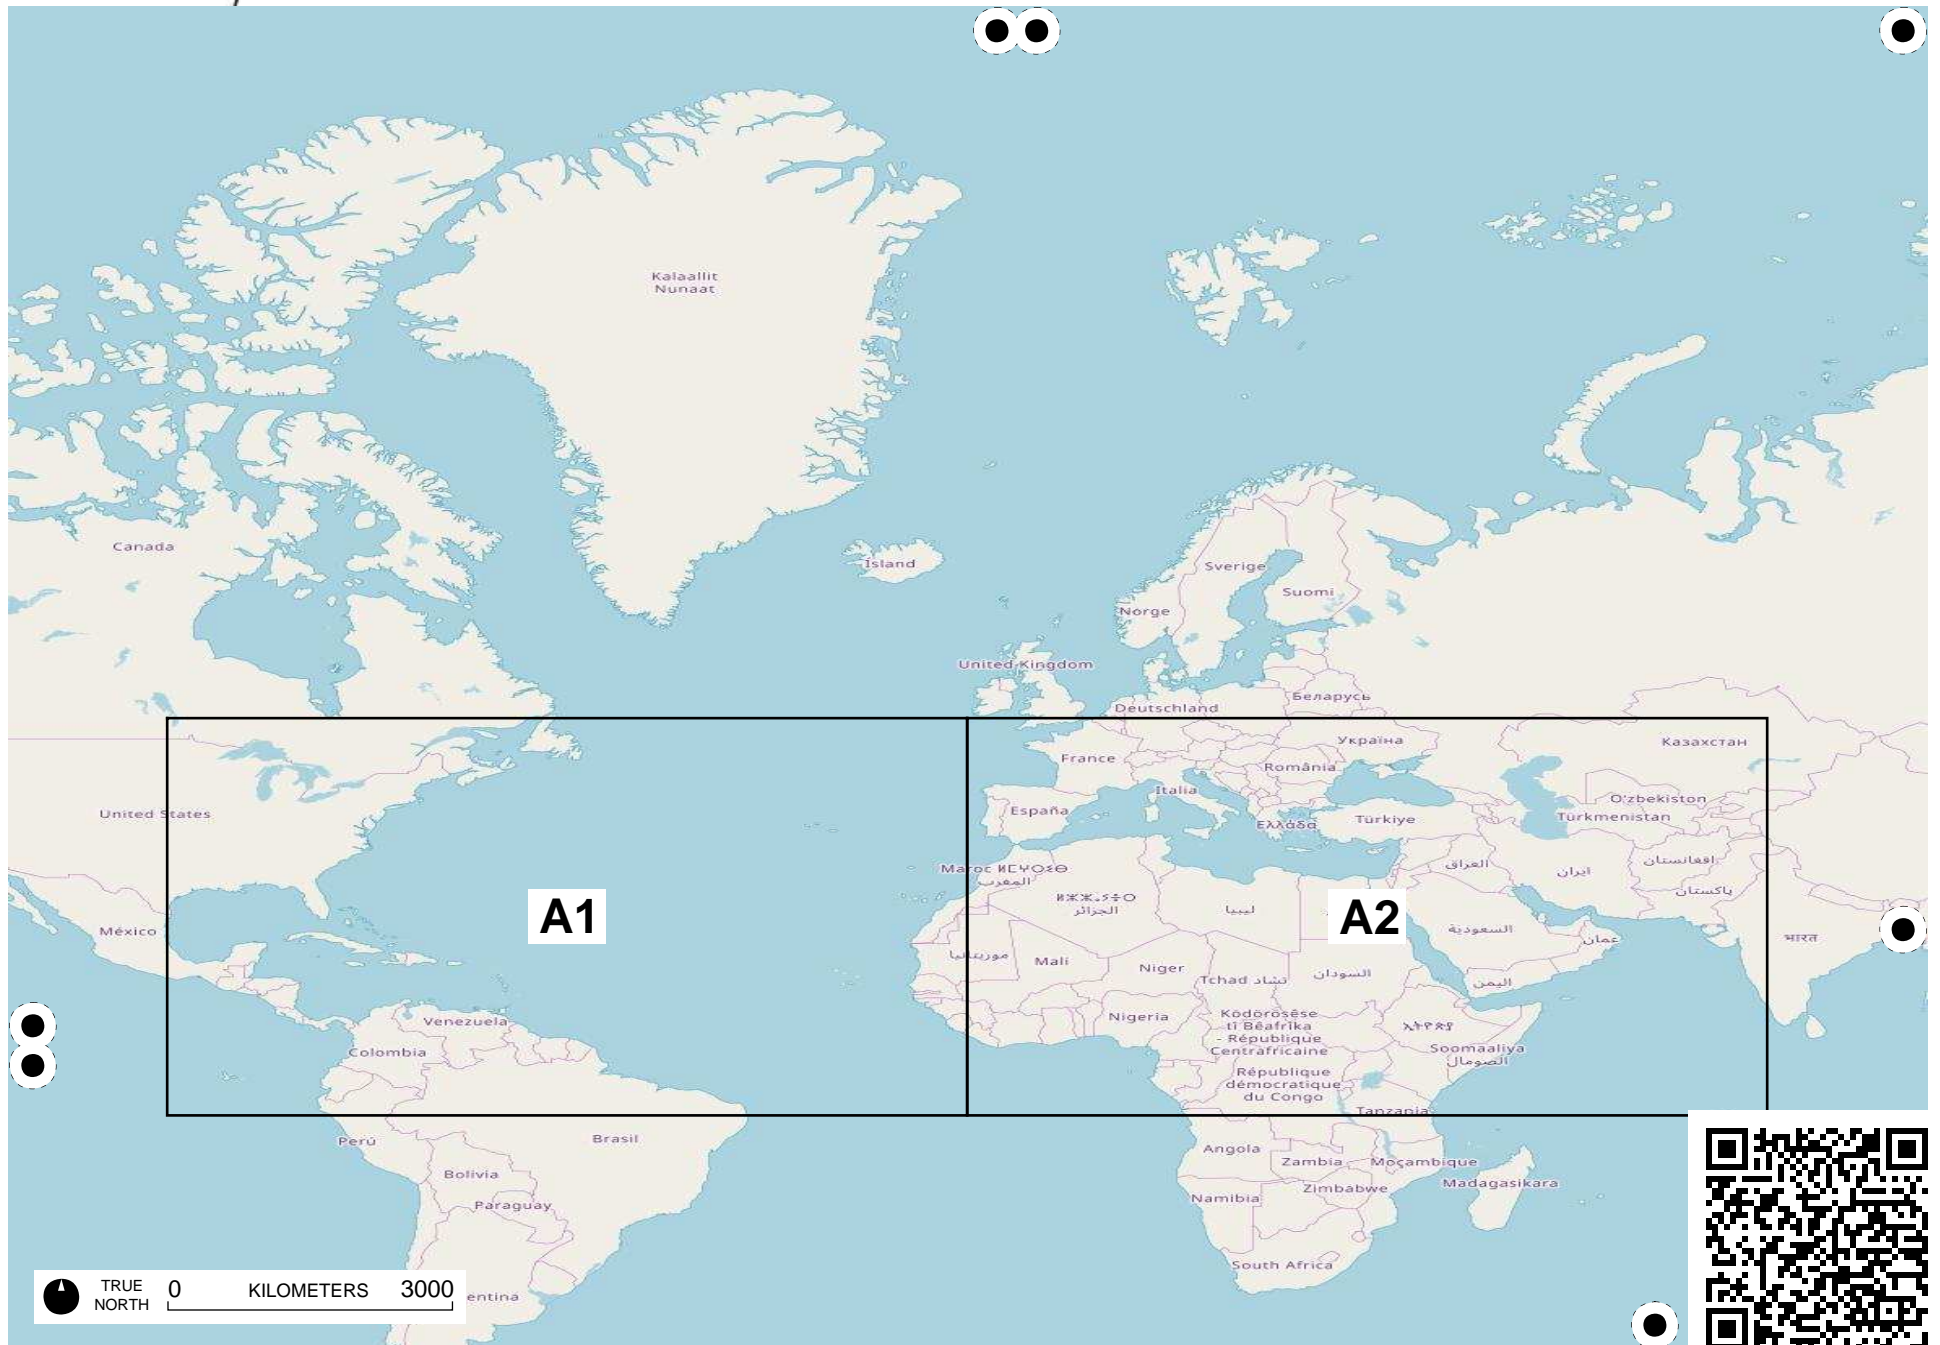 Kalaallit
Nunaat
Canada
Ísland
Sverige
Suomi
Norge
United Kingdom
Беларусь
Deutschland
Україна
Казахстан
France
România
Italia
O'zbekiston
España
United States
Türkmenistan
Türkiye
Ελλάδα
افغانستان
العراق
Maroc ⵍⵎⵖⵔⵉⴱ
ایران
المغرب
پاکستان
الجزائر
ليبيا
A1
A2
México
السعودية
भारत
عمان
موريتانيا
Mali
Niger
Tchad تشاد
السودان
اليمن
Venezuela
Nigeria
Ködörösêse
tî Bêafrîka
- République
Centrafricaine
ኢትዮጵያ
Colombia
Soomaaliya
الصومال
République
démocratique
du Congo
Tanzania
Perú
Brasil
Angola
Zambia
Moçambique
Bolivia
Madagasikara
Zimbabwe
Namibia
Paraguay
South Africa
TRUE
NORTH
0 KILOMETERS 3000
entina